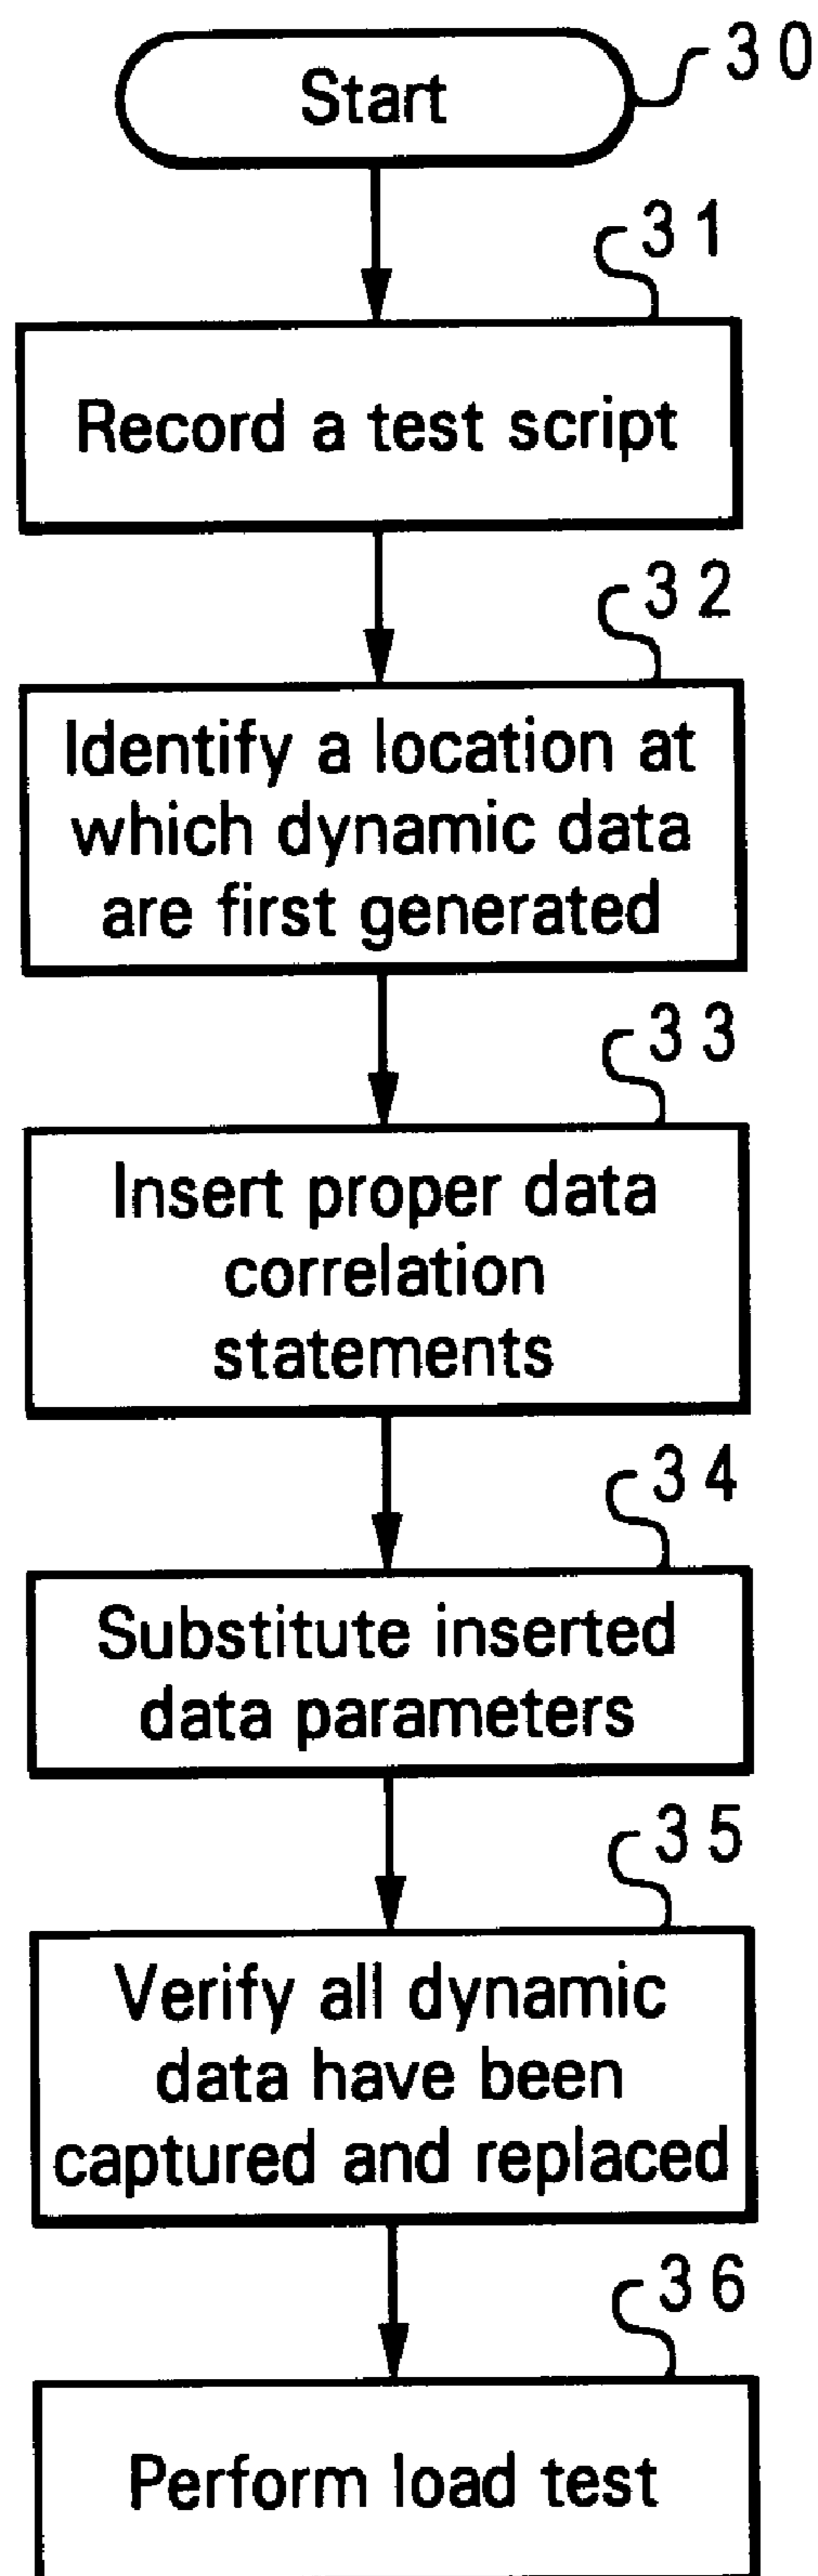 Start
30
31
Record a test script
32
Identify a location at
which dynamic data
are first generated
33
Insert proper data
correlation
statements
34
Substitute inserted
data parameters
35
Verify all dynamic
data have been
captured and replaced
36
Perform load test